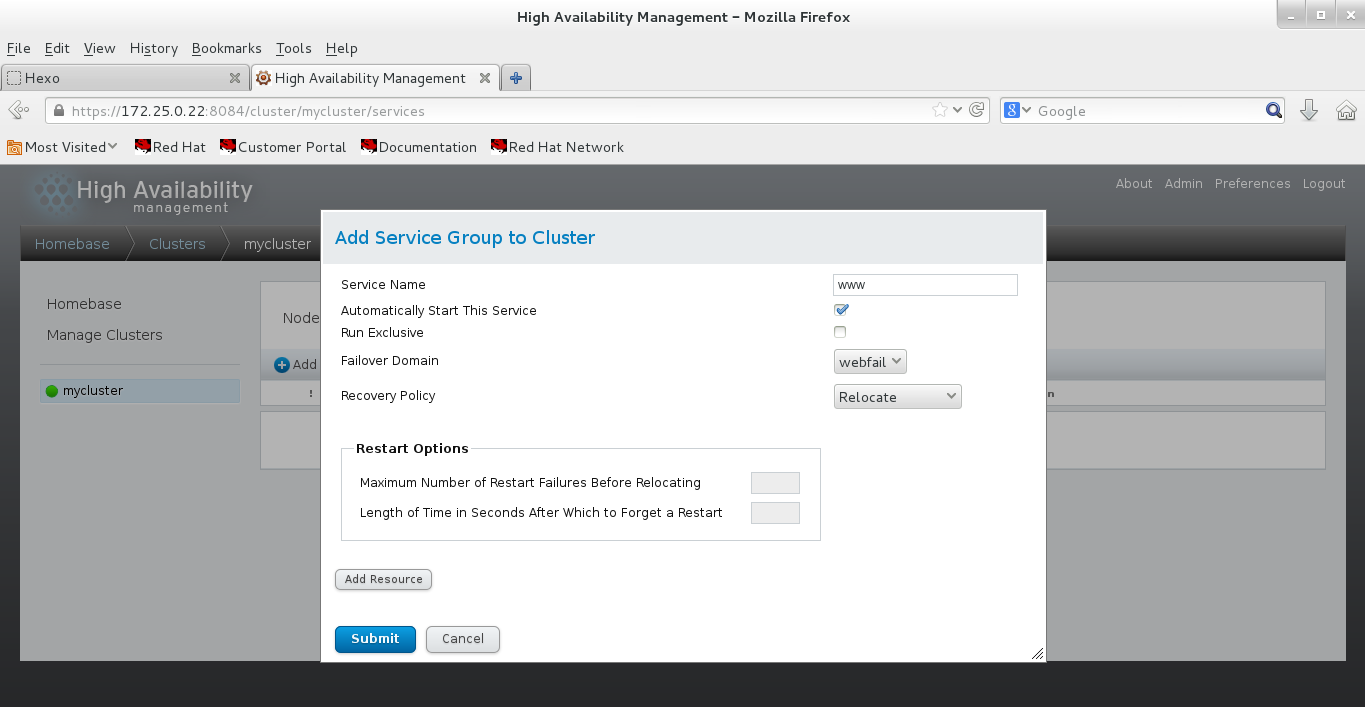 High Availability Management - Mozilla Firefox
File Edit View History Bookmarks Tools Help
Hexo High Availability Management
https://172.25.0.22:8084/cluster/mycluster/services Google
Most Visited Red Hat Customer Portal Documentation Red Hat Network
High Availability
management
About Admin Preferences Logout
Homebase Clusters mycluster
Add Service Group to Cluster
Homebase
Manage Clusters
mycluster
Node
Add
!
n
Service Name www
Automatically Start This Service
Run Exclusive
Failover Domain webfail
Recovery Policy Relocate
Restart Options
Maximum Number of Restart Failures Before Relocating
Length of Time in Seconds After Which to Forget a Restart
Add Resource
Submit Cancel